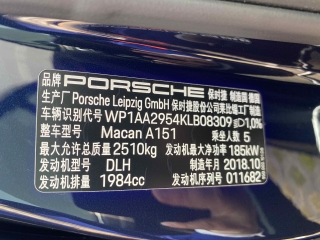 品牌 PORSCHE 保时捷 制造国 德国
生产厂 Porsche Leipzig GmbH 保时捷股份公司莱比锡工厂制造
车辆识别代号 WP1AA2954KLB08309 ≤D1,0%
整车型号 Macan A151 乘坐人数 5
最大允许总质量 2510kg 发动机最大净功率 185kW
发动机型号 DLH 制造年月 2018.10
发动机排量 1984cc 发动机序列号 011682